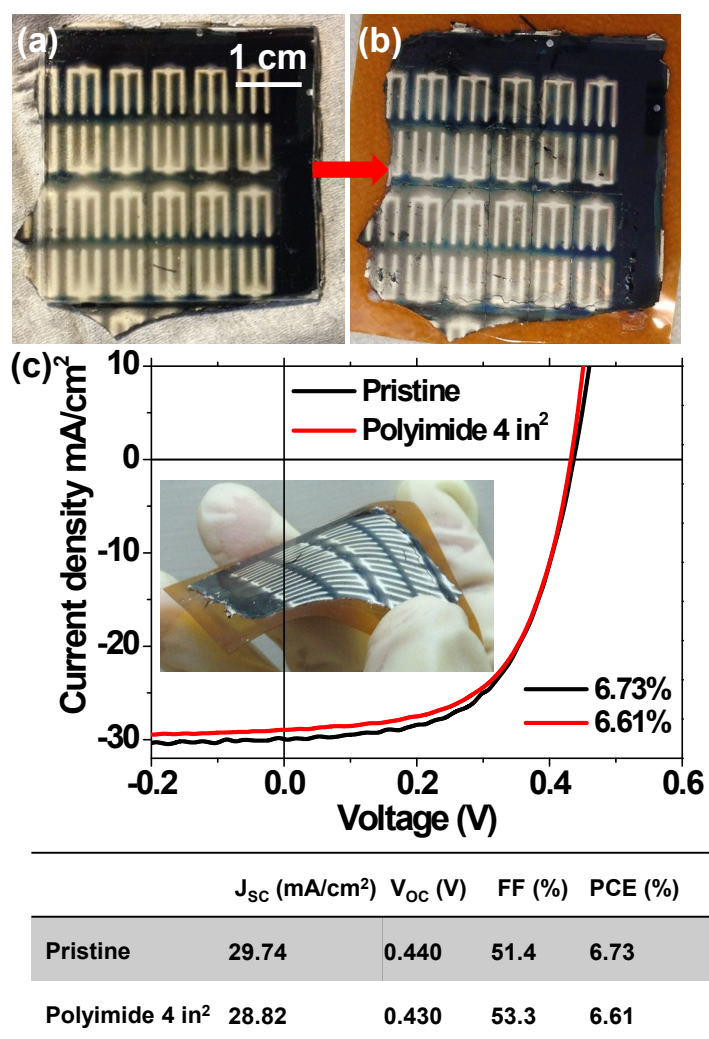 (a)
1 cm
(b)
(c)
Current density mA/cm²
10
0
-10
-20
-30
Pristine
Polyimide 4 in²
6.73%
6.61%
-0.2 0.0 0.2 0.4 0.6
Voltage (V)
J_SC (mA/cm²) V_OC (V) FF (%) PCE (%)
Pristine 29.74 0.440 51.4 6.73
Polyimide 4 in² 28.82 0.430 53.3 6.61